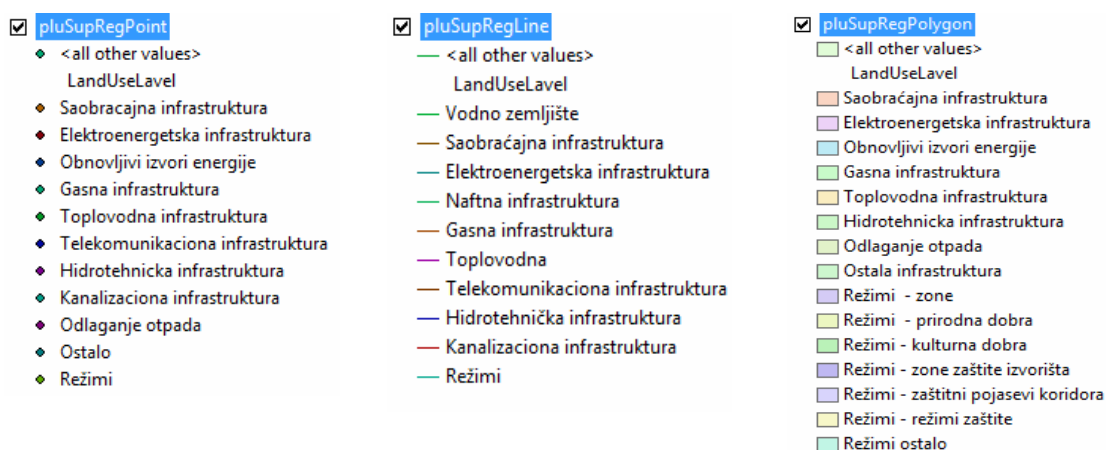 pluSupRegPoint
<all other values>
LandUseLavel
Saobracajna infrastruktura
Elektroenergetska infrastruktura
Obnovljivi izvori energije
Gasna infrastruktura
Toplovodna infrastruktura
Telekomunikaciona infrastruktura
Hidrotehnicka infrastruktura
Kanalizaciona infrastruktura
Odlaganje otpada
Ostalo
Režimi
pluSupRegLine
<all other values>
LandUseLavel
Vodno zemljište
Saobraćajna infrastruktura
Elektroenergetska infrastruktura
Naftna infrastruktura
Gasna infrastruktura
Toplovodna
Telekomunikaciona infrastruktura
Hidrotehnička infrastruktura
Kanalizaciona infrastruktura
Režimi
pluSupRegPolygon
<all other values>
LandUseLavel
Saobraćajna infrastruktura
Elektroenergetska infrastruktura
Obnovljivi izvori energije
Gasna infrastruktura
Toplovodna infrastruktura
Hidrotehnicka infrastruktura
Odlaganje otpada
Ostala infrastruktura
Režimi - zone
Režimi - prirodna dobra
Režimi - kulturna dobra
Režimi - zone zaštite izvorišta
Režimi - zaštitni pojasevi koridora
Režimi - režimi zaštite
Režimi ostalo